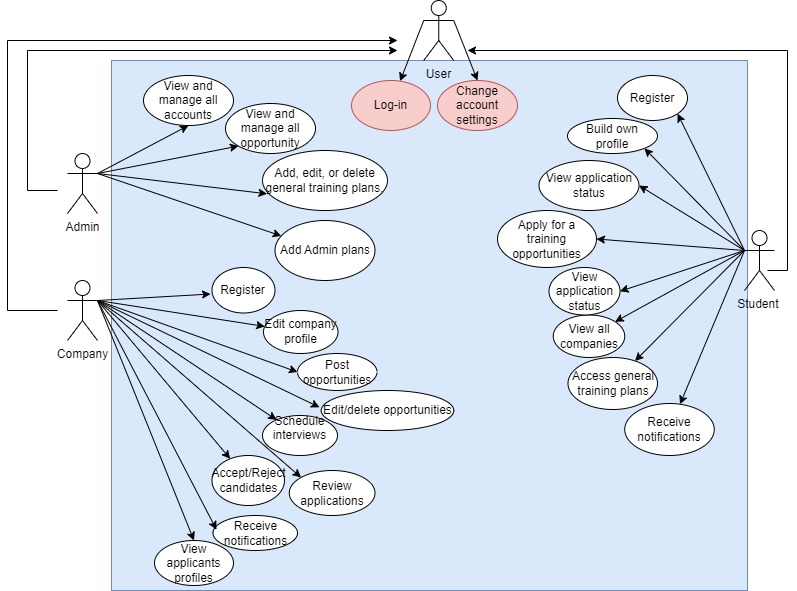 User
Log-in
Change
account
settings
View and
manage all
accounts
View and
manage all
opportunity
Add, edit, or delete
general training plans,
Add Admin plans
Admin
Register
Edit company
profile
Post
opportunities
Edit/delete opportunities
Schedule
interviews
Accept/Reject
candidates
Review
applications
Receive
notifications
View
applicants
profiles
Company
Register
Build own
profile
View application
status
Apply for a
training
opportunities
View
application
status
View all
companies
Access general
training plans
Receive
notifications
Student